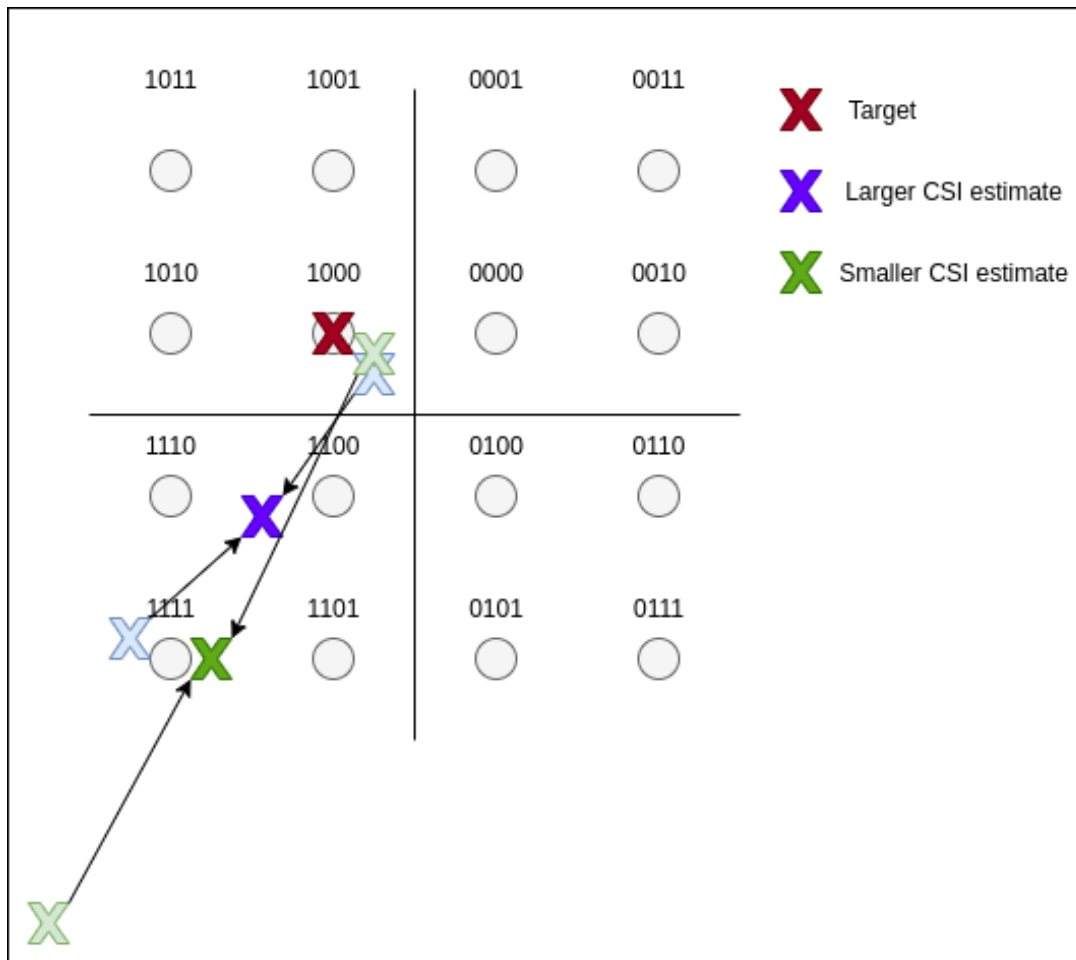 1011 1001 0001 0011
Target
Larger CSI estimate
1010 1000 0000 0010
Smaller CSI estimate
1110 1100 0100 0110
1111 1101 0101 0111